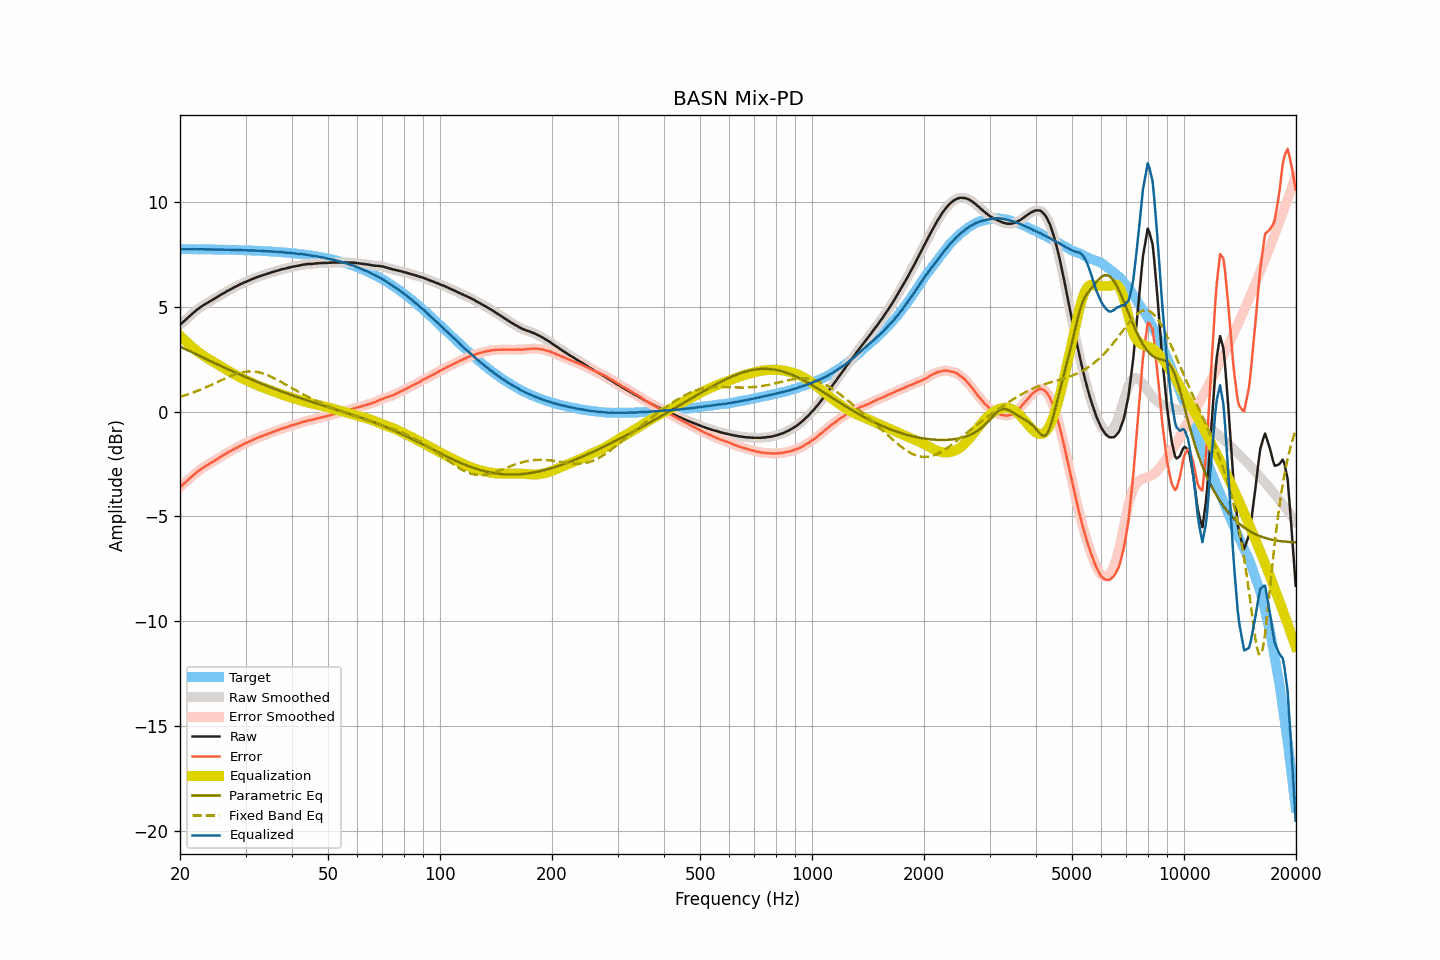 BASN Mix-PD
Amplitude (dBr)
10
5
0
−5
−10
−15
−20
Target
Raw Smoothed
Error Smoothed
Raw
Error
Equalization
Parametric Eq
Fixed Band Eq
Equalized
20 50 100 200 500 1000 2000 5000 10000 20000
Frequency (Hz)